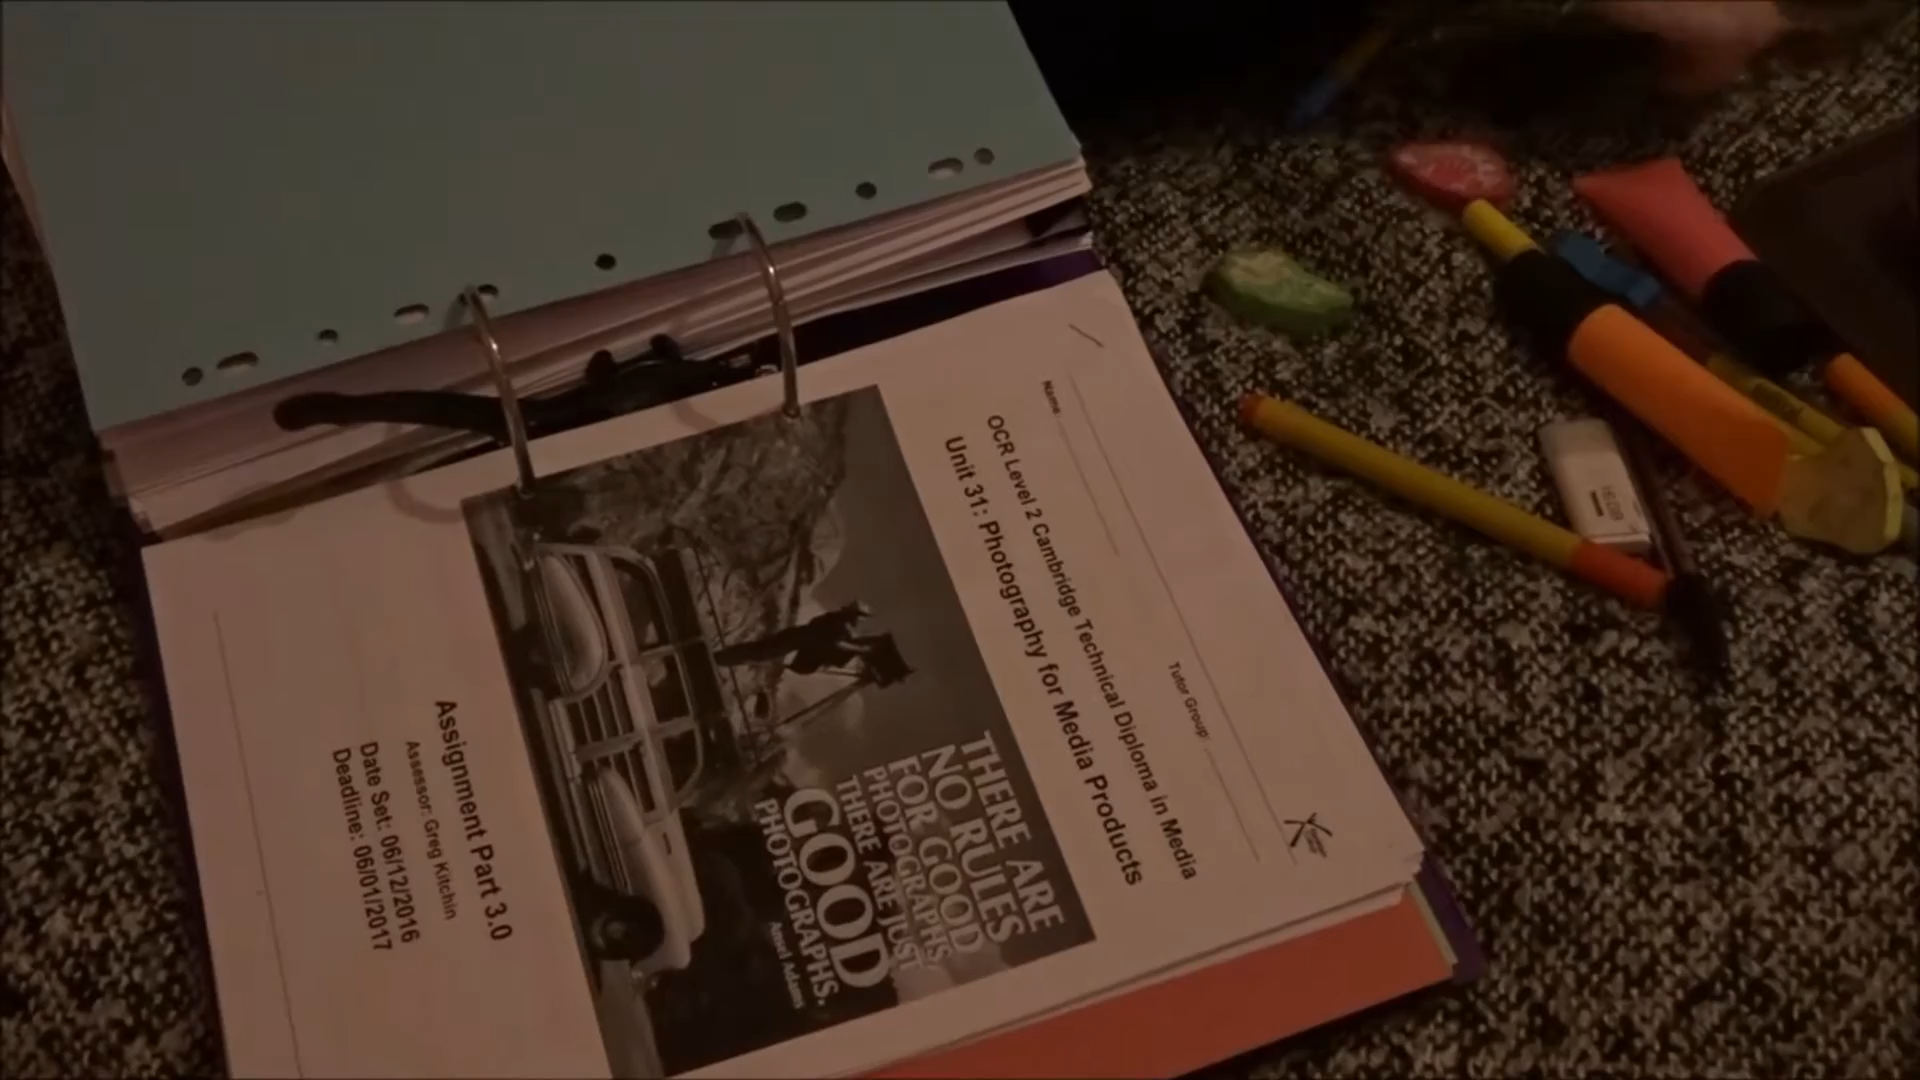 Name:
Tutor Group:
OCR Level 2 Cambridge Technical Diploma in Media
Unit 31: Photography for Media Products
THERE ARE
NO RULES
FOR GOOD
PHOTOGRAPHS,
THERE ARE JUST
GOOD
PHOTOGRAPHS.
Ansel Adams
Assignment Part 3.0
Assessor: Greg Kitchin
Date Set: 06/12/2016
Deadline: 06/01/2017